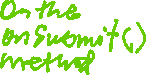 On the
onSubmit()
method